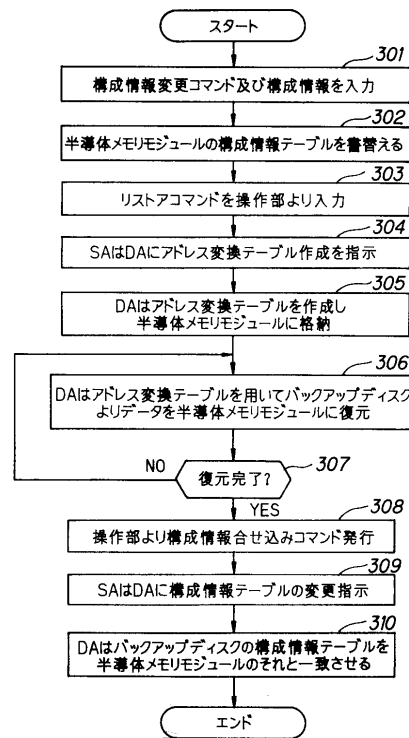 スタート
301
構成情報変更コマンド及び構成情報を入力
302
半導体メモリモジュールの構成情報テーブルを書替える
303
リストアコマンドを操作部より入力
304
SAはDAにアドレス変換テーブル作成を指示
305
DAはアドレス変換テーブルを作成し
半導体メモリモジュールに格納
306
DAはアドレス変換テーブルを用いてバックアップディスク
よりデータを半導体メモリモジュールに復元
307
NO
復元完了?
YES
308
操作部より構成情報合せ込みコマンド発行
309
SAはDAに構成情報テーブルの変更指示
310
DAはバックアップディスクの構成情報テーブルを
半導体メモリモジュールのそれと一致させる
エンド